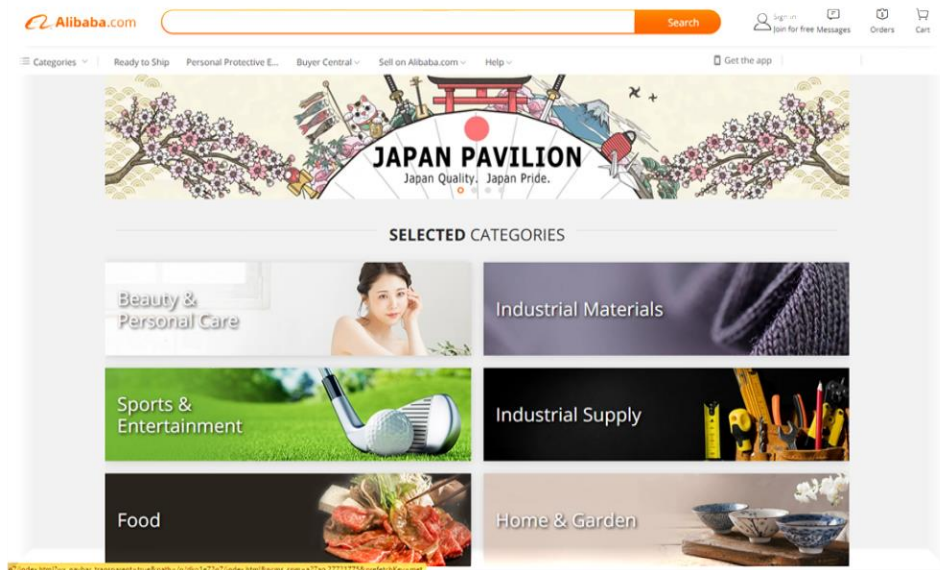 Alibaba.com
Search
Sign in
Join for free
Messages
Orders
Cart
Categories
Ready to Ship
Personal Protective E...
Buyer Central
Sell on Alibaba.com
Help
Get the app
JAPAN PAVILION
Japan Quality. Japan Pride.
SELECTED CATEGORIES
Beauty &
Personal Care
Industrial Materials
Sports &
Entertainment
Industrial Supply
Food
Home & Garden